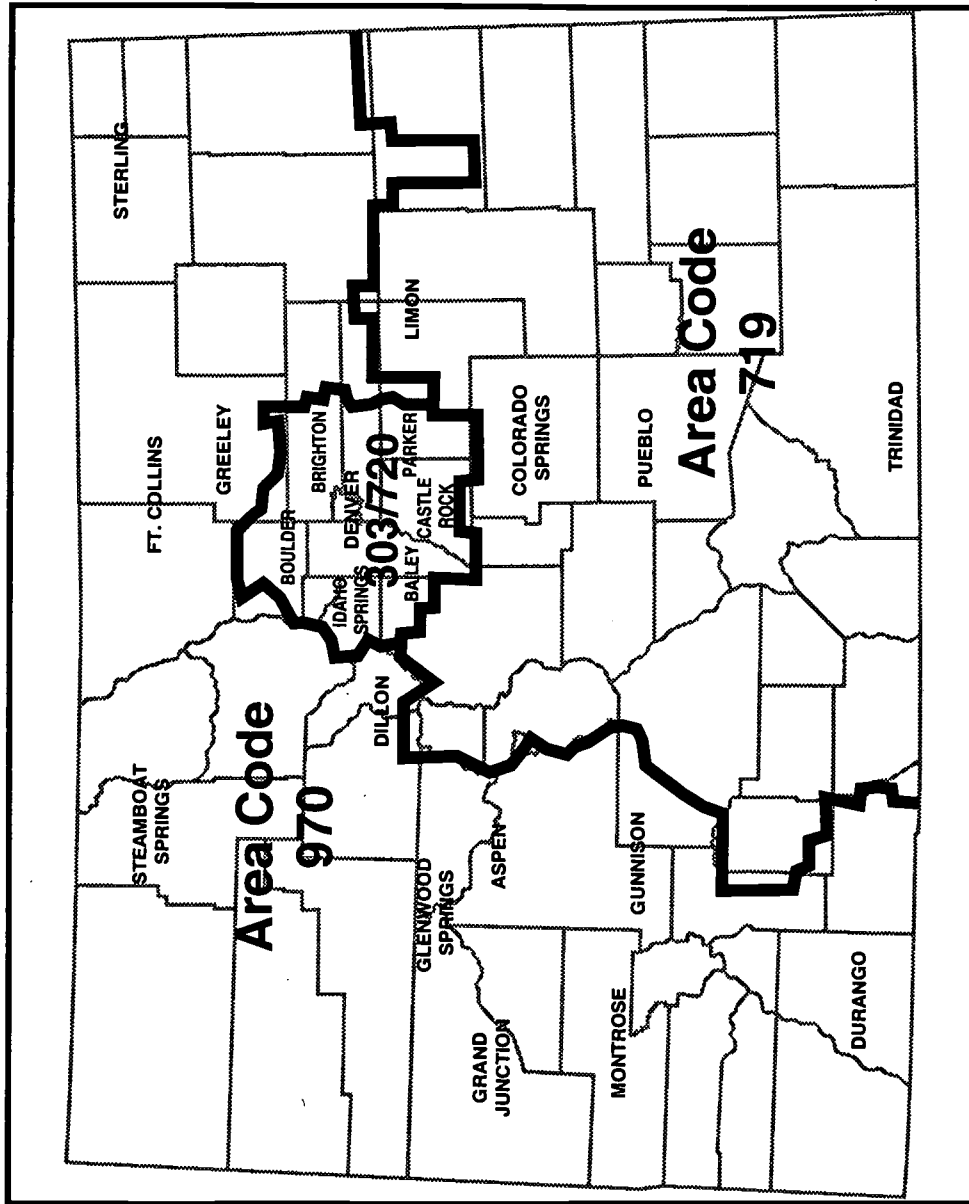 STERLING
FT. COLLINS
GREELEY
STEAMBOAT
SPRINGS
Area Code
970
BOULDER
BRIGHTON
IDAHO
SPRINGS
DENVER
303/720
BAILEY
CASTLE
ROCK
PARKER
LIMON
DILLON
GLENWOOD
SPRINGS
ASPEN
GRAND
JUNCTION
COLORADO
SPRINGS
GUNNISON
MONTROSE
PUEBLO
Area Code
719
DURANGO
TRINIDAD